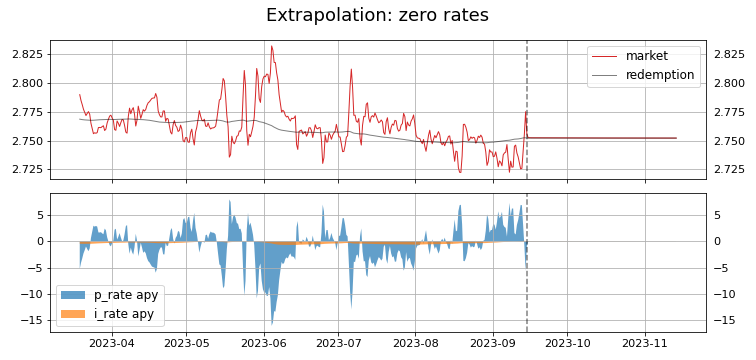 Extrapolation: zero rates
2.825 2.825
2.800 2.800
2.775 2.775
2.750 2.750
2.725 2.725
market
redemption
5 5
0 0
−5 −5
−10 −10
−15 −15
p_rate apy
i_rate apy
2023-04 2023-05 2023-06 2023-07 2023-08 2023-09 2023-10 2023-11